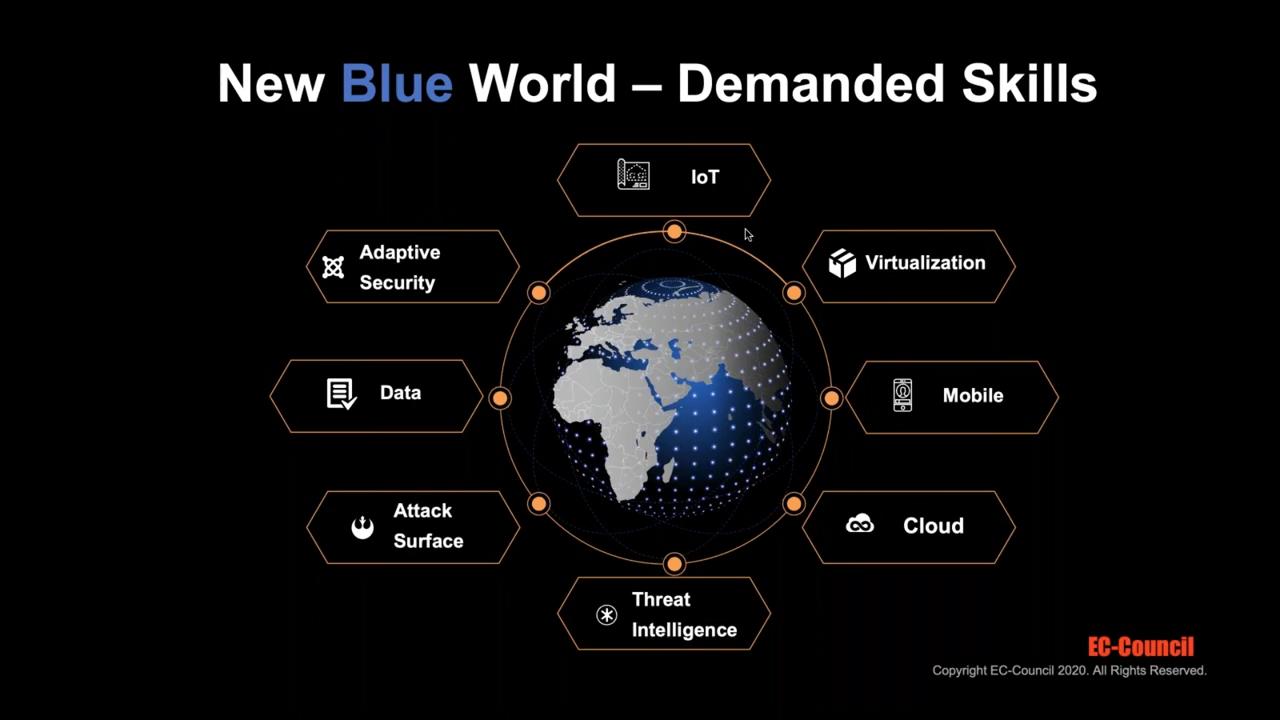 New Blue World – Demanded Skills
IoT
Adaptive
Security
Virtualization
Data
Mobile
Attack
Surface
Cloud
Threat
Intelligence
EC-Council
Copyright EC-Council 2020. All Rights Reserved.